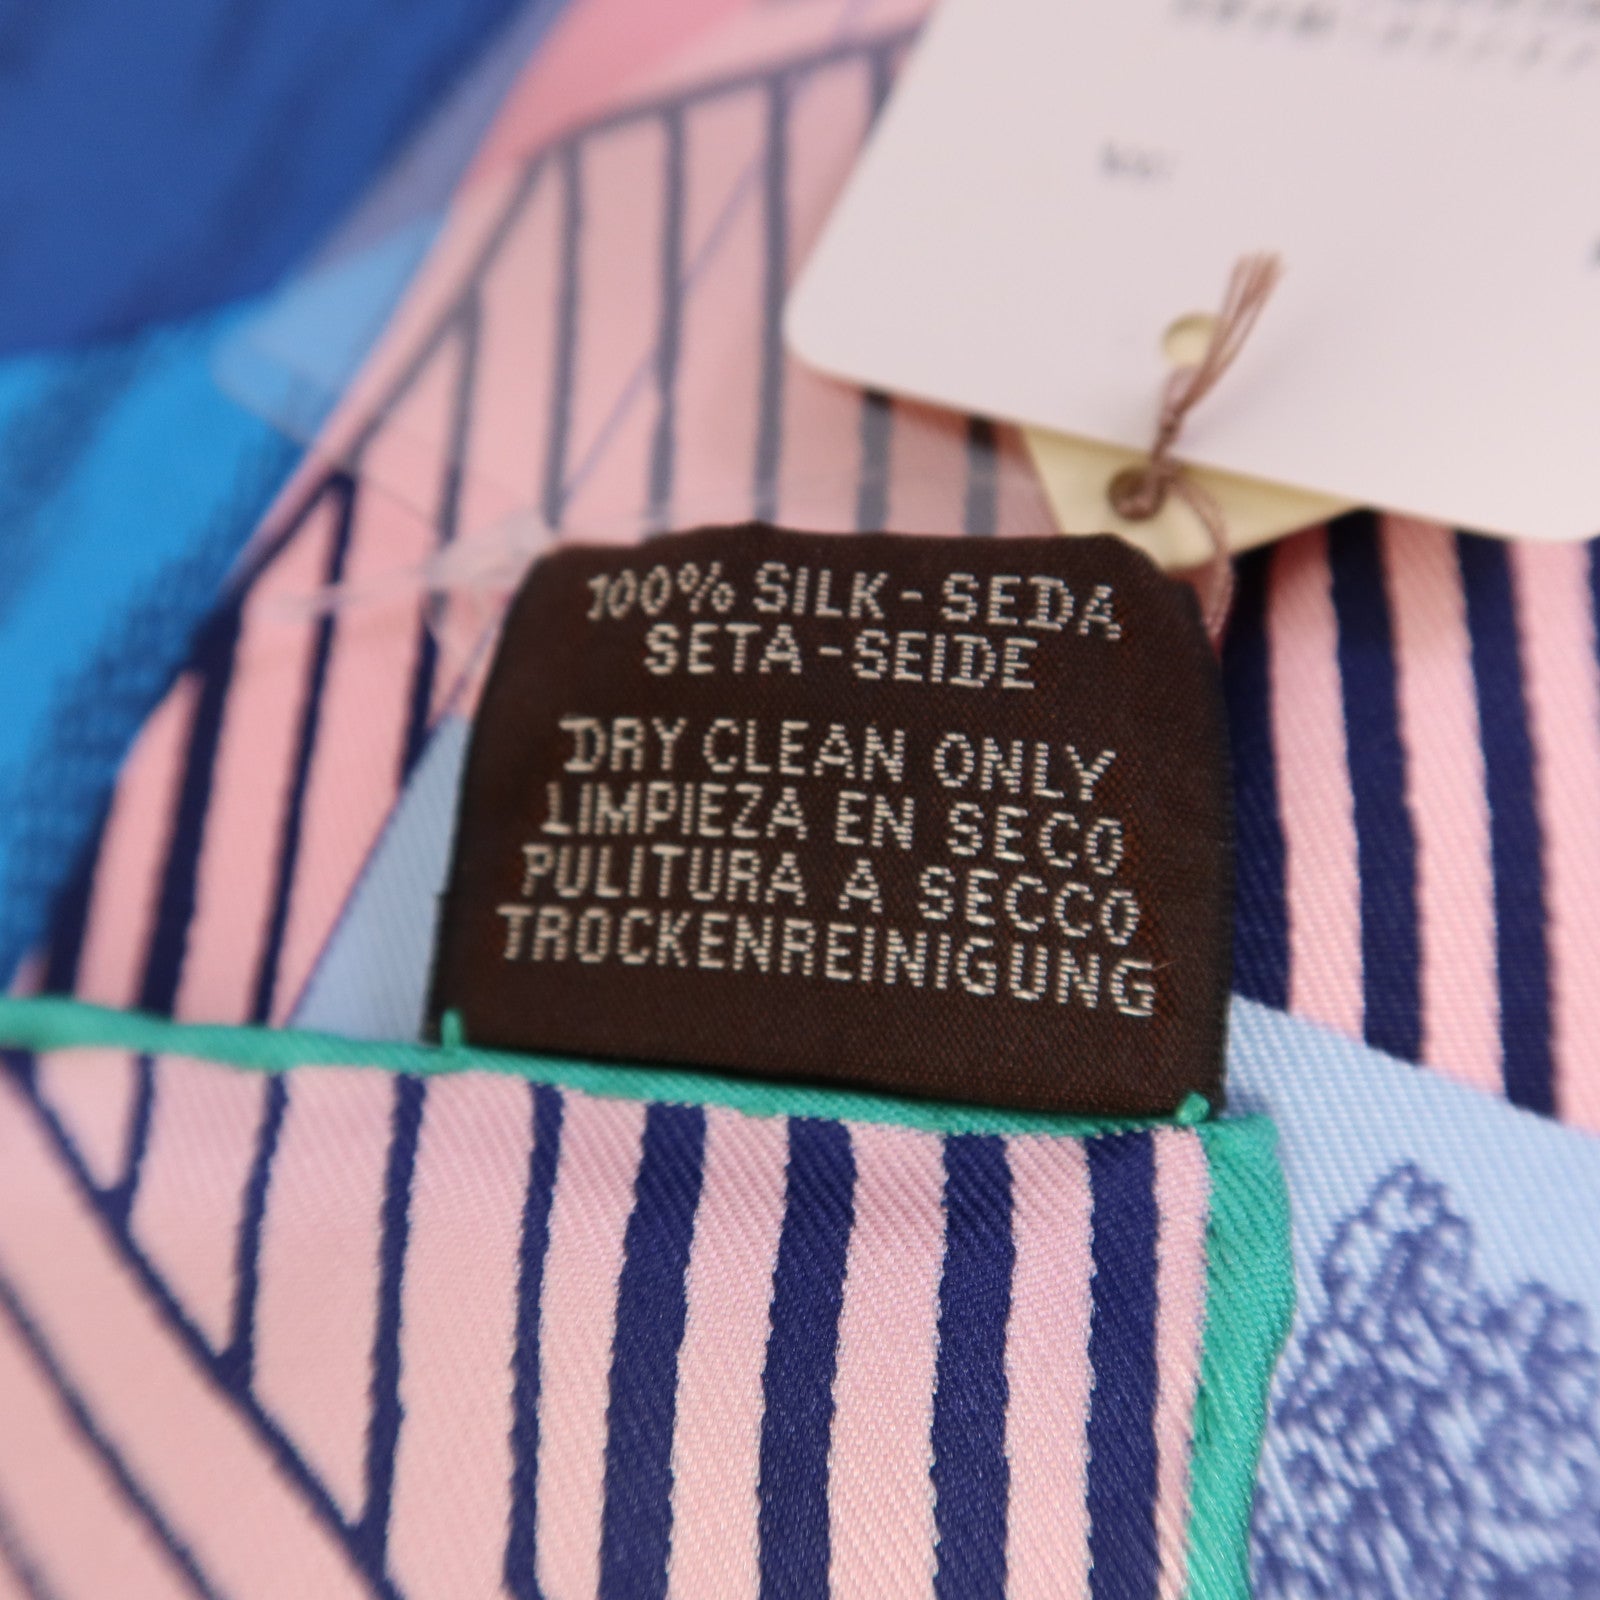 100% SILK - SEDA
SETA - SEIDE
DRY CLEAN ONLY
LIMPIEZA EN SECO
PULITURA A SECCO
TROCKENREINIGUNG